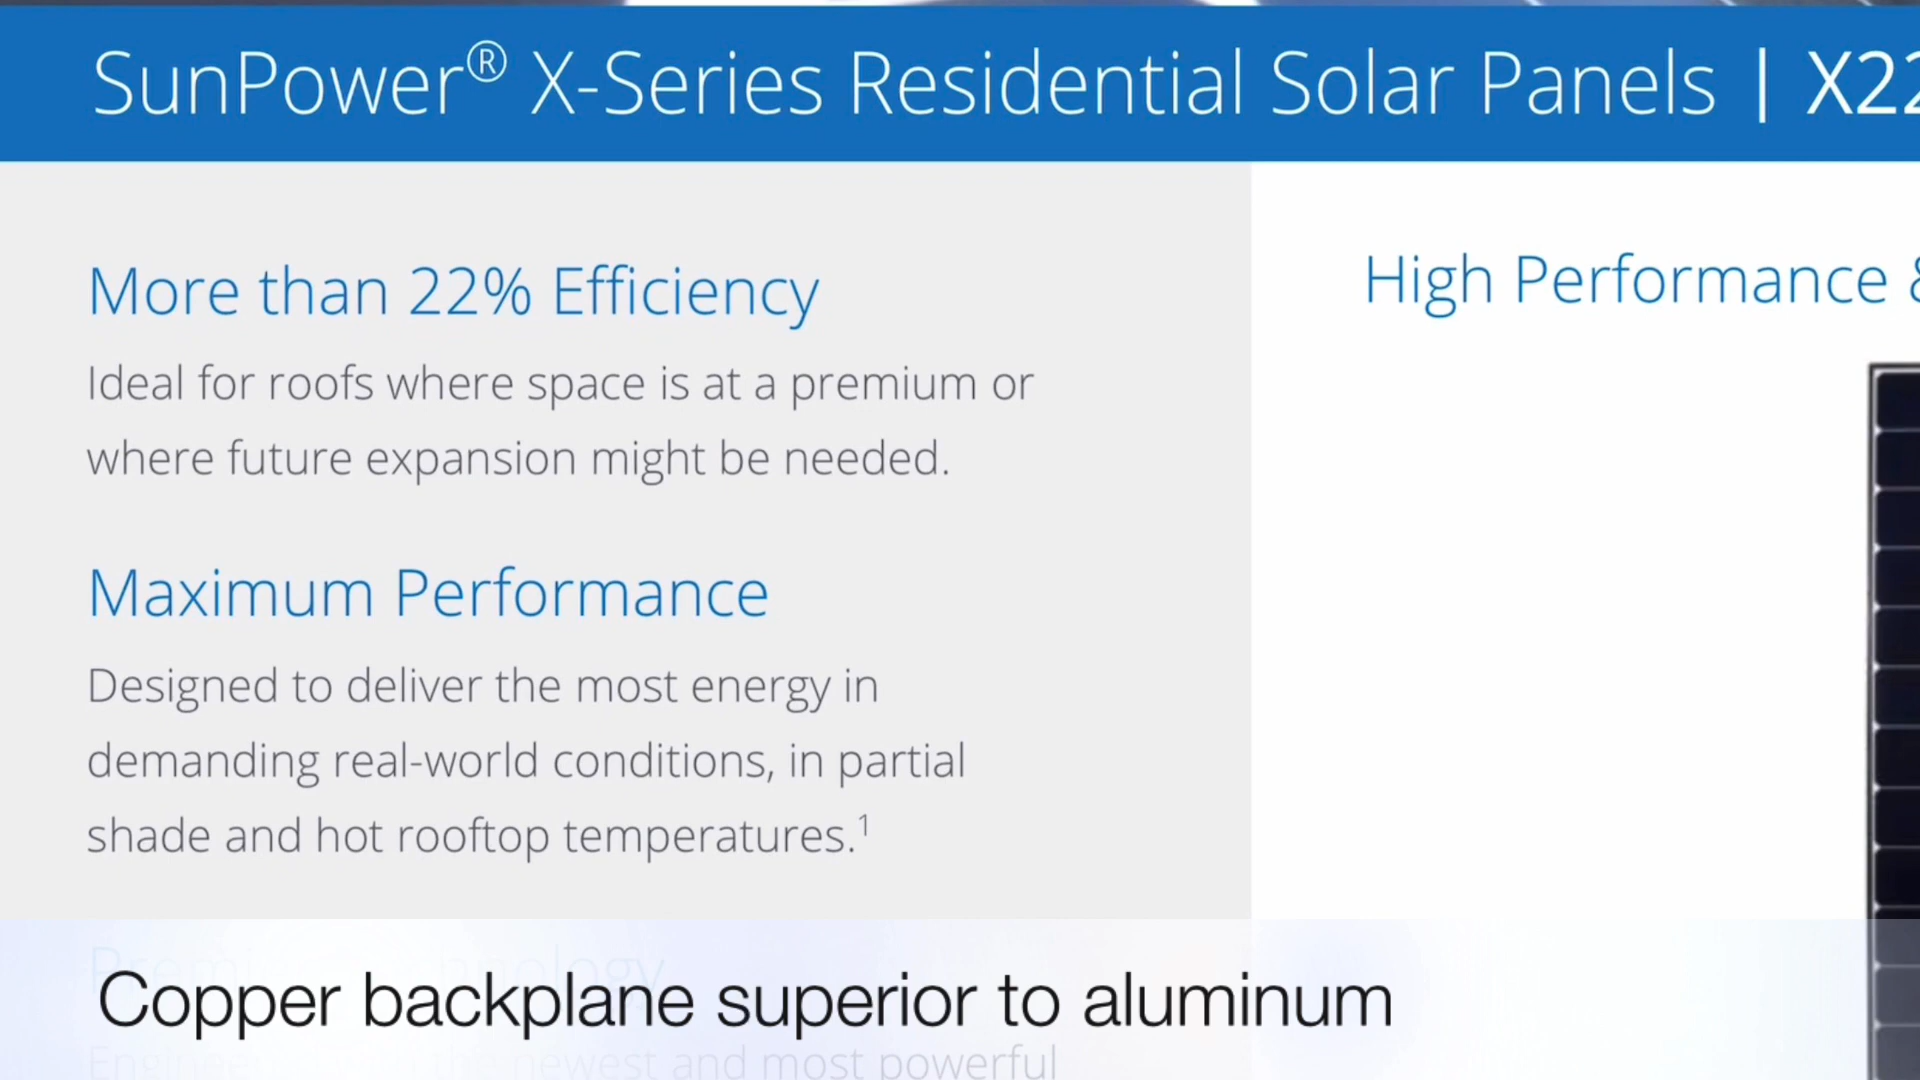 SunPower® X-Series Residential Solar Panels | X22
More than 22% Efficiency
Ideal for roofs where space is at a premium or
where future expansion might be needed.
Maximum Performance
Designed to deliver the most energy in
demanding real-world conditions, in partial
shade and hot rooftop temperatures.¹
High Performance &
Copper backplane superior to aluminum
the newest and most powerful